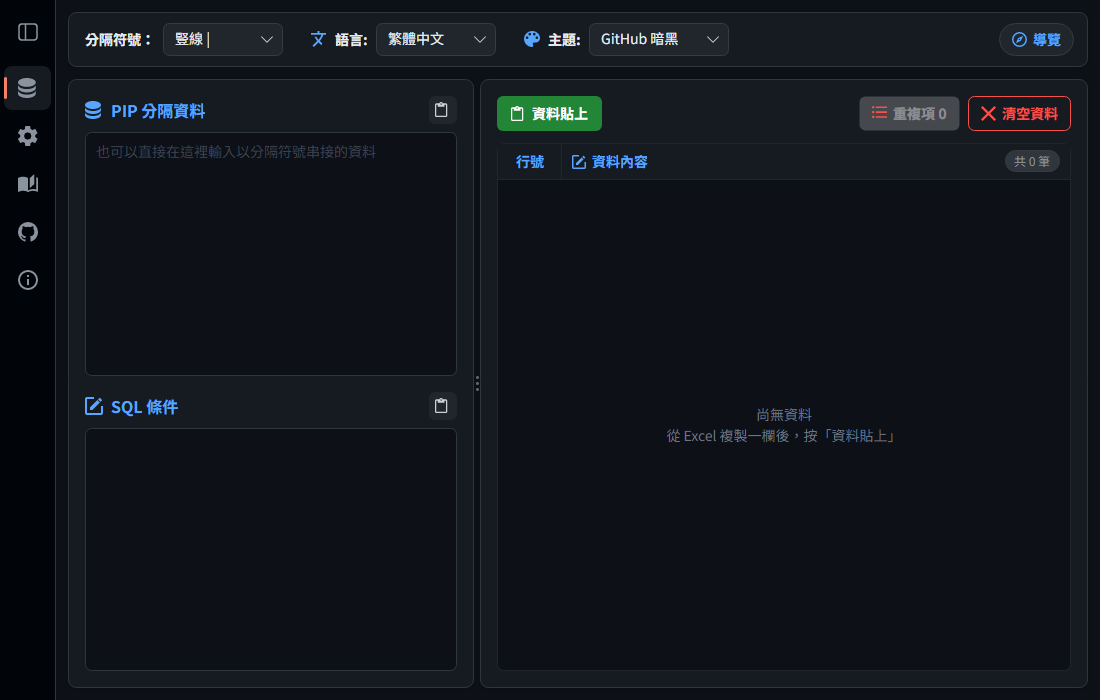 分隔符號：
豎線 |
語言:
繁體中文
主題:
GitHub 暗黑
導覽
PIP 分隔資料
也可以直接在這裡輸入以分隔符號串接的資料
SQL 條件
資料貼上
重複項 0
清空資料
行號
資料內容
共 0 筆
尚無資料
從 Excel 複製一欄後，按「資料貼上」